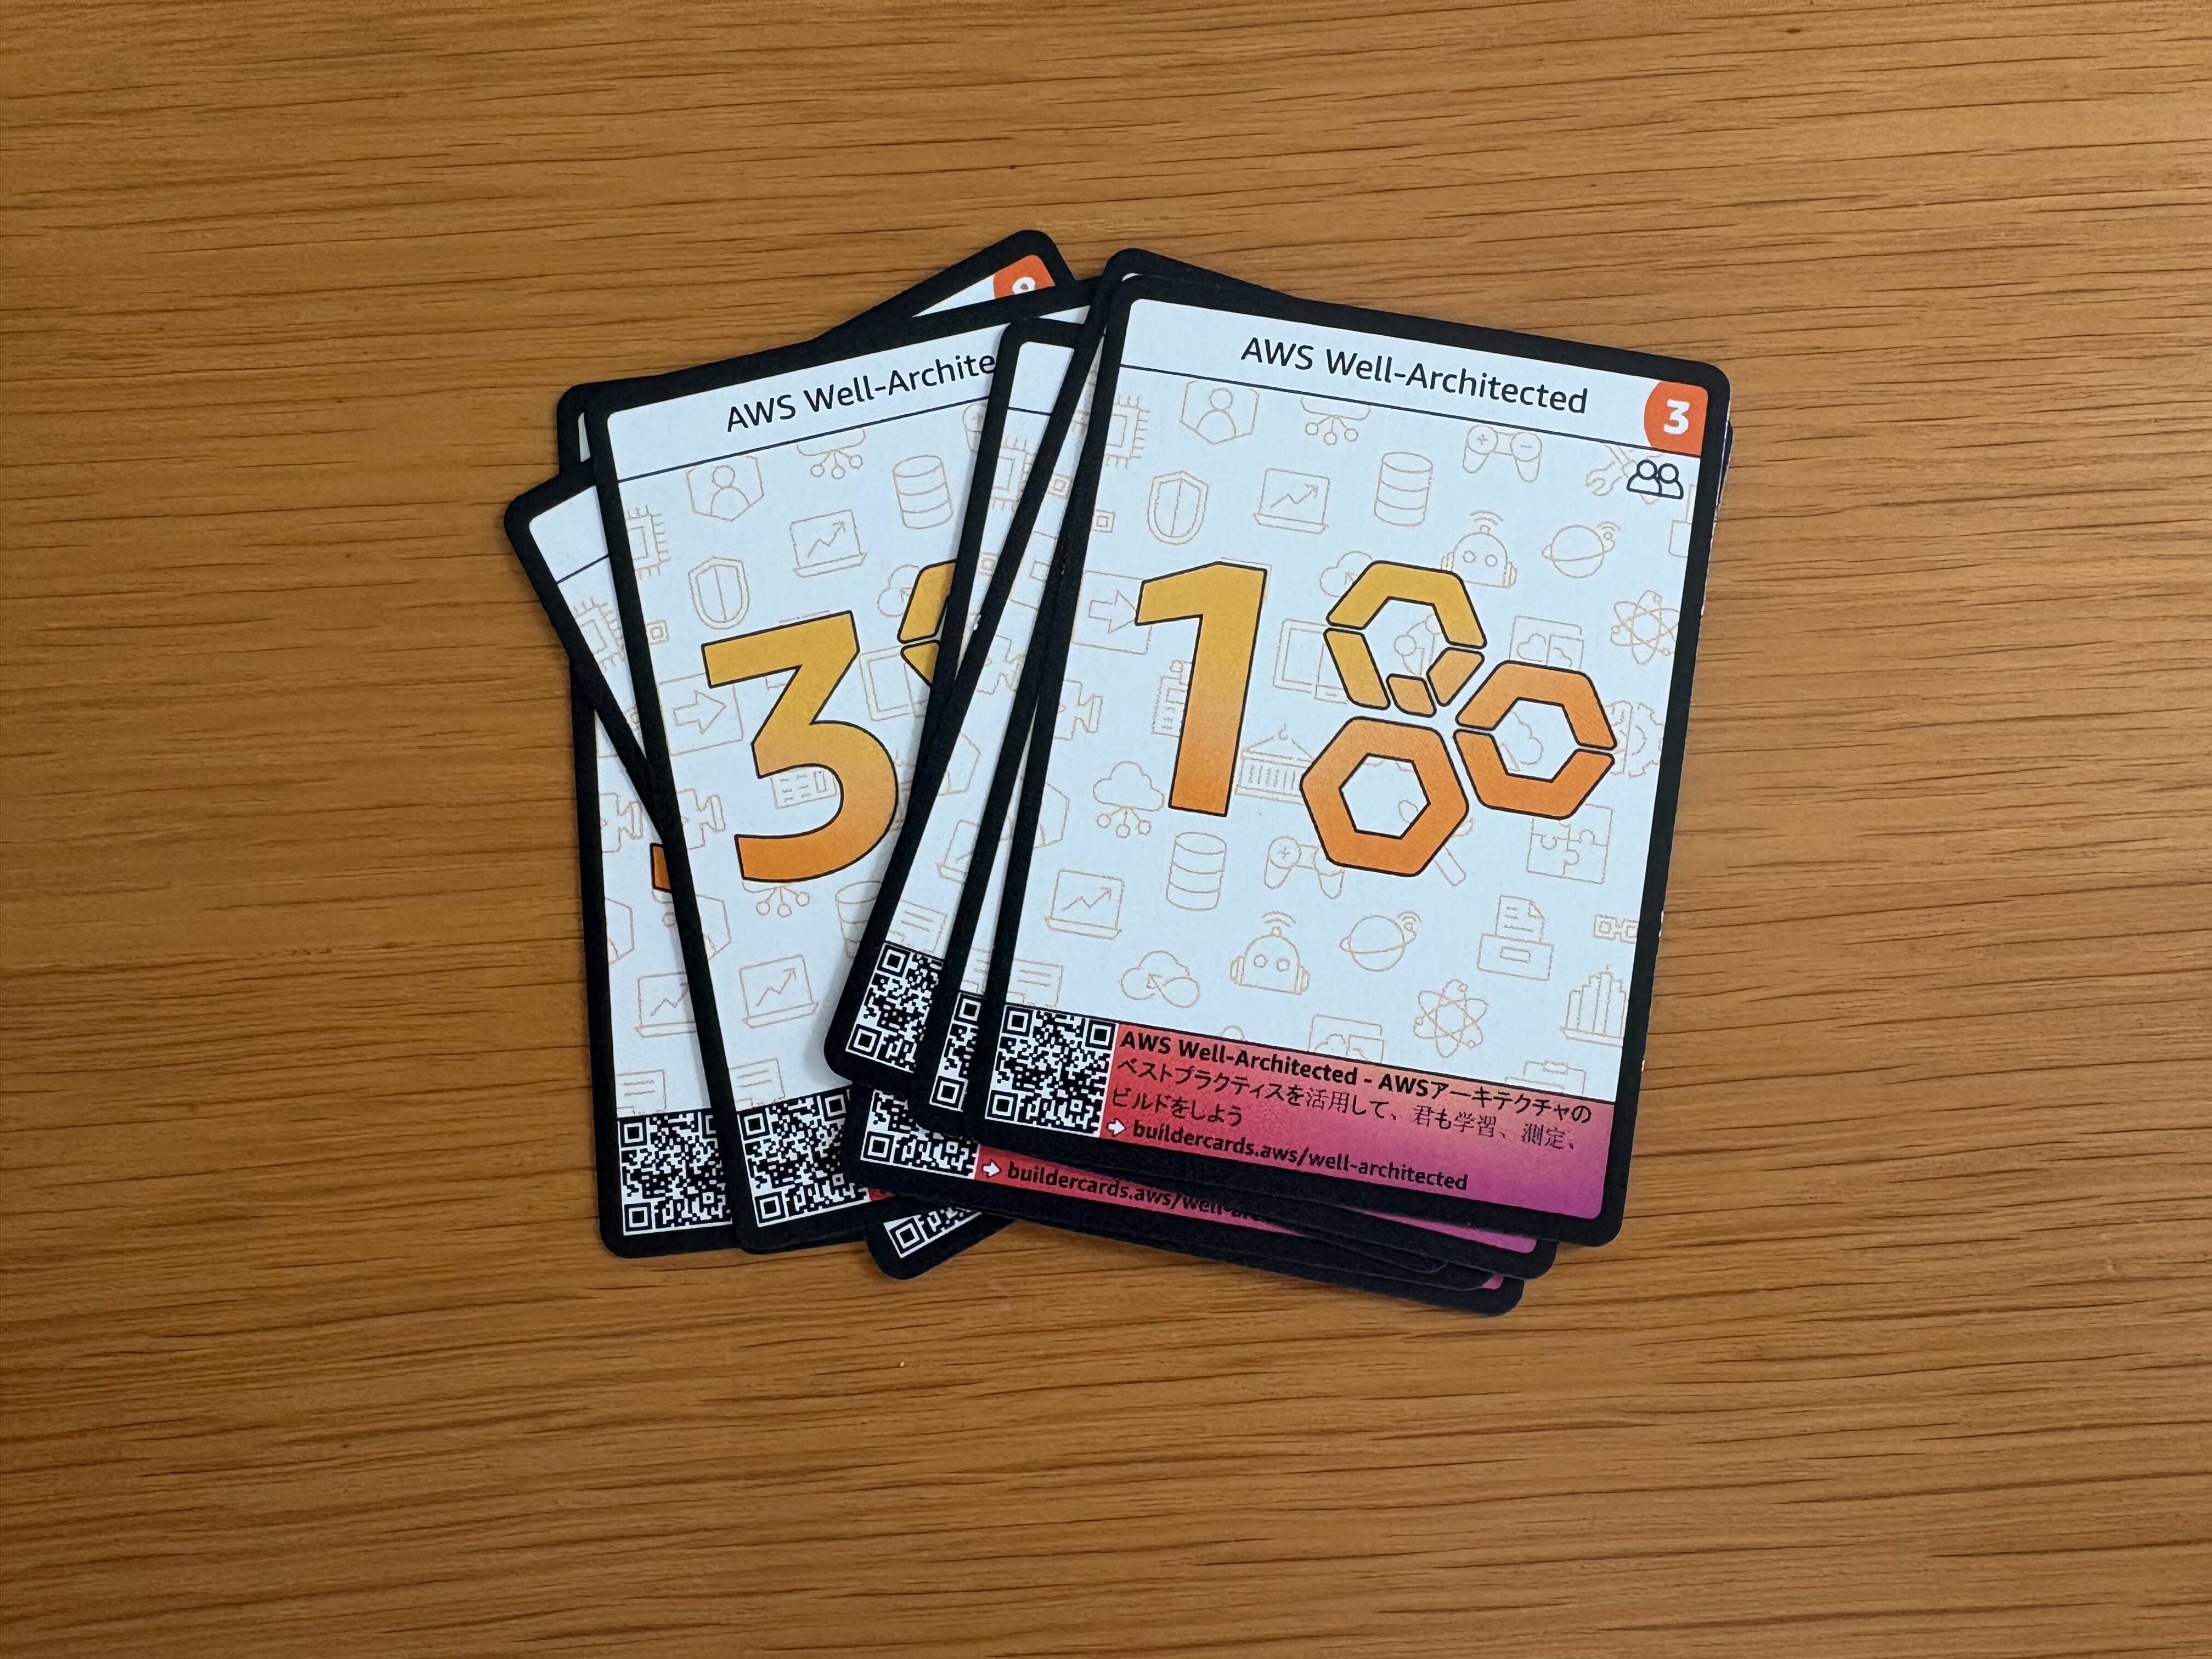 AWS Well-Archite
3
AWS Well-Architected
3
1
AWS Well-Architected - AWSアーキテクチャの
ベストプラクティスを活用して、君も学習、測定、
ビルドをしよう
buildercards.aws/well-architected
buildercards.aws/well-ar